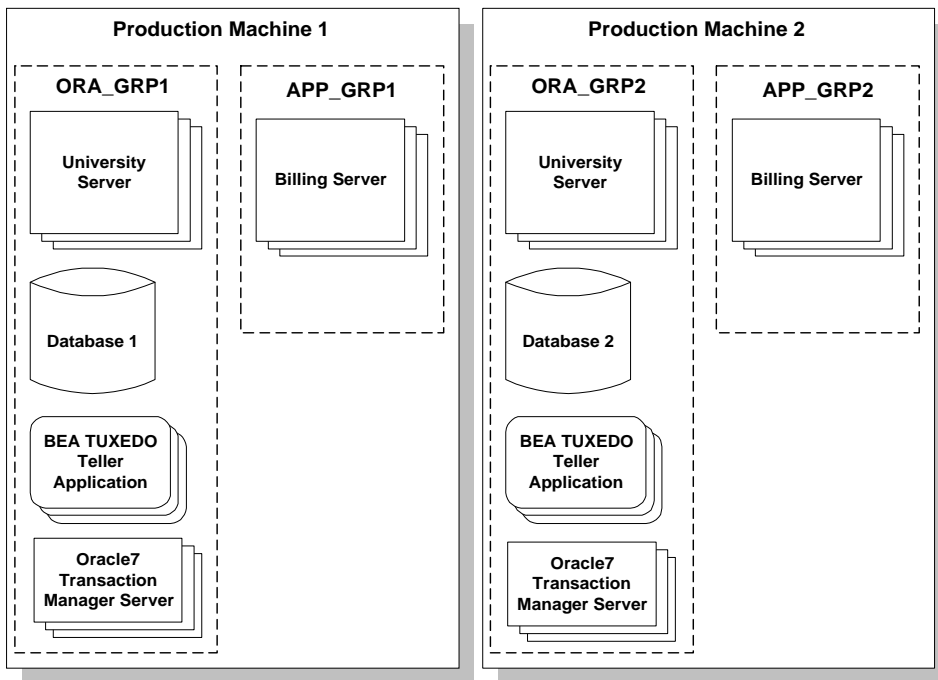 Production Machine 1
ORA_GRP1
University
Server
Database 1
BEA TUXEDO
Teller
Application
Oracle7
Transaction
Manager Server
APP_GRP1
Billing Server
Production Machine 2
ORA_GRP2
University
Server
Database 2
BEA TUXEDO
Teller
Application
Oracle7
Transaction
Manager Server
APP_GRP2
Billing Server